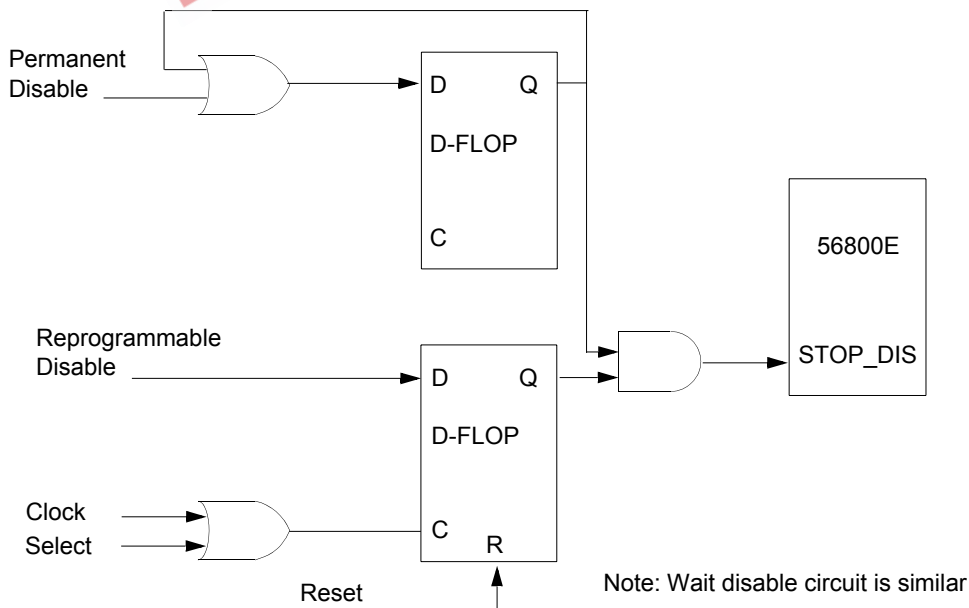 Permanent
Disable
D Q
D-FLOP
C
56800E
STOP_DIS
Reprogrammable
Disable
D Q
D-FLOP
Clock
Select
C
R
Reset
Note: Wait disable circuit is similar